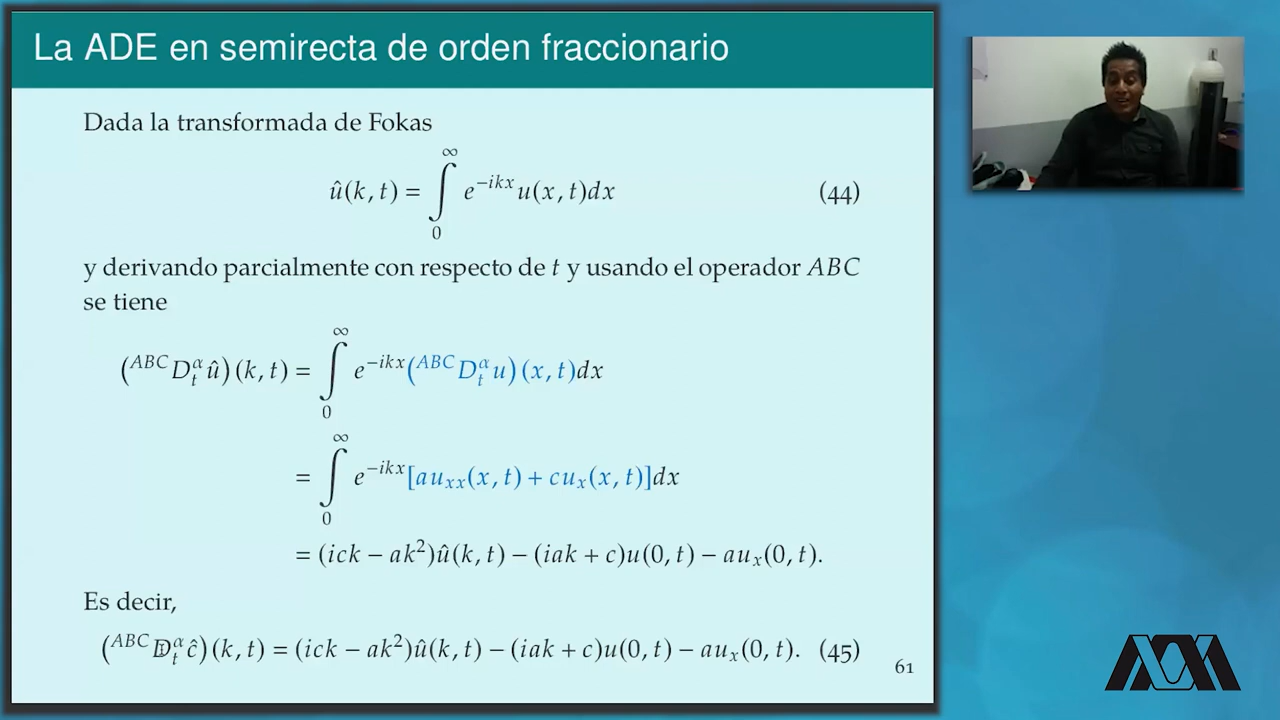 La ADE en semirecta de orden fraccionario
Dada la transformada de Fokas
û(k, t) = ∫₀^∞ e^{−ikx} u(x, t)dx (44)
y derivando parcialmente con respecto de t y usando el operador ABC
se tiene
(^{ABC}D_t^α û)(k, t) = ∫₀^∞ e^{−ikx}(^{ABC}D_t^α u)(x, t)dx
= ∫₀^∞ e^{−ikx}[au_{xx}(x, t) + cu_x(x, t)]dx
= (ick − ak²)û(k, t) − (iak + c)u(0, t) − au_x(0, t).
Es decir,
(^{ABC}D_t^α ĉ)(k, t) = (ick − ak²)û(k, t) − (iak + c)u(0, t) − au_x(0, t). (45)
61